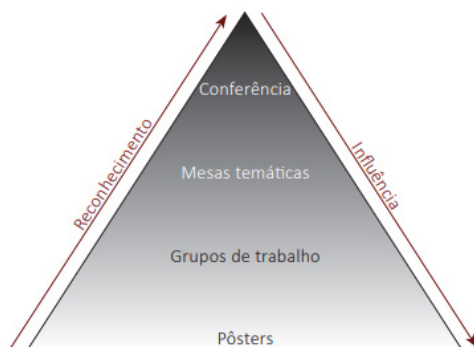 Conferência
Reconhecimento
Influência
Mesas temáticas
Grupos de trabalho
Pôsters